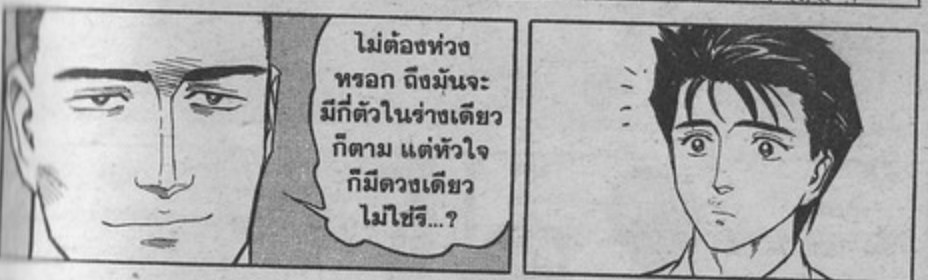 ไม่ต้องห่วง
หรอก ถึงมันจะ
มีกี่ตัวในร่างเดียว
ก็ตาม แต่หัวใจ
ก็มีดวงเดียว
ไม่ใช่รึ...?